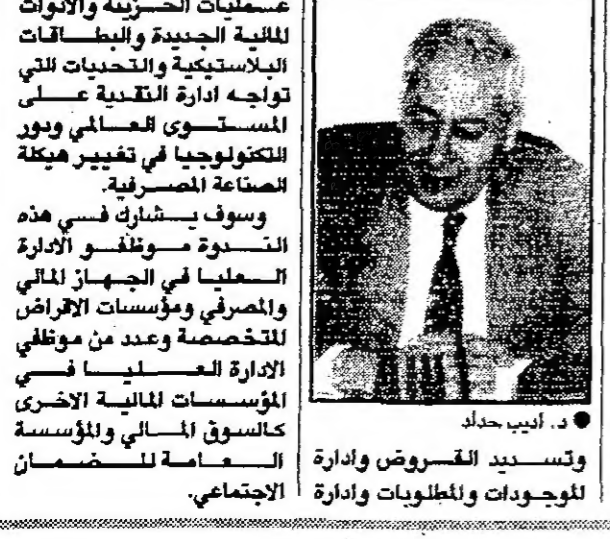 ● د. أديب حداد
وتسديد القروض وادارة
الموجودات والمطلوبات وادارة
عمليات الخزينة والادوات
المالية الجديدة والبطاقات
البلاستيكية والتحديات التي
تواجه ادارة النقدية على
المستوى العالمي ودور
التكنولوجيا في تغيير هيكلة
الصناعة المصرفية.
وسوف يشارك في هذه
الندوة موظفو الادارة
العليا في الجهاز المالي
والمصرفي ومؤسسات الاقراض
المتخصصة وعدد من موظفي
الادارة العليا في
المؤسسات المالية الاخرى
كالسوق المالي والمؤسسة
العامة للضمان
الاجتماعي.